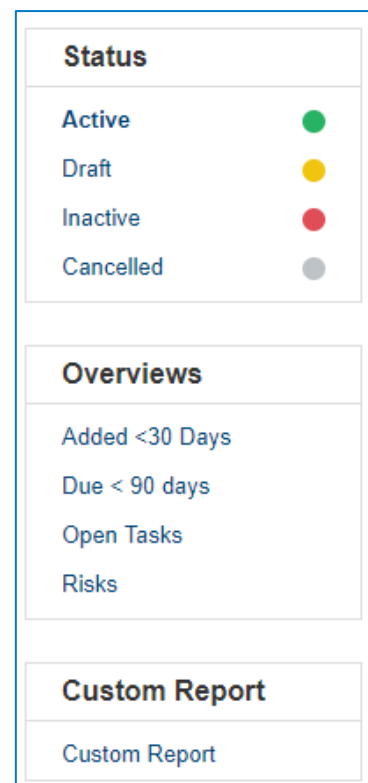 Status
Active
Draft
Inactive
Cancelled
Overviews
Added <30 Days
Due < 90 days
Open Tasks
Risks
Custom Report
Custom Report